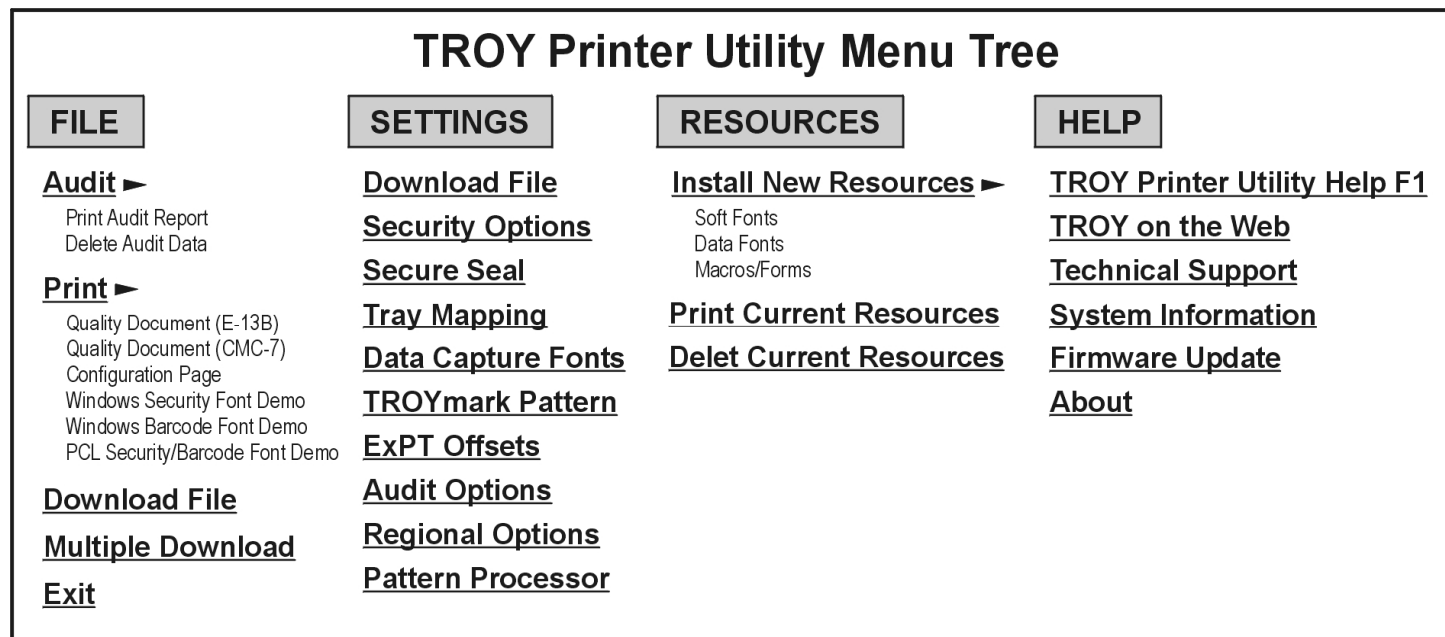 TROY Printer Utility Menu Tree
FILE
Audit ►
Print Audit Report
Delete Audit Data
Print ►
Quality Document (E-13B)
Quality Document (CMC-7)
Configuration Page
Windows Security Font Demo
Windows Barcode Font Demo
PCL Security/Barcode Font Demo
Download File
Multiple Download
Exit
SETTINGS
Download File
Security Options
Secure Seal
Tray Mapping
Data Capture Fonts
TROYmark Pattern
ExPT Offsets
Audit Options
Regional Options
Pattern Processor
RESOURCES
Install New Resources ►
Soft Fonts
Data Fonts
Macros/Forms
Print Current Resources
Delet Current Resources
HELP
TROY Printer Utility Help F1
TROY on the Web
Technical Support
System Information
Firmware Update
About